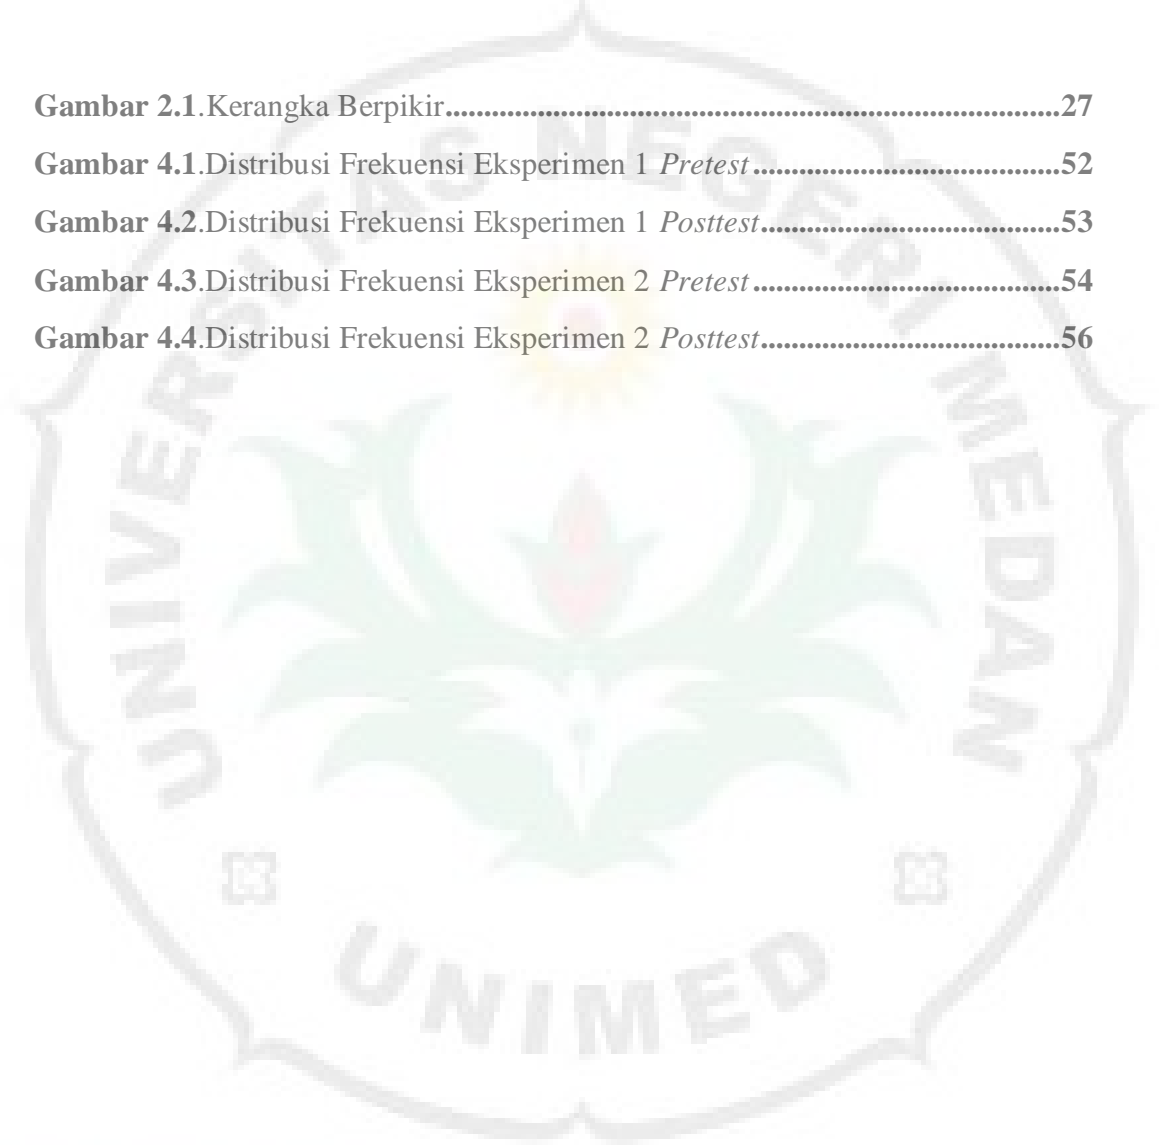 Gambar 2.1.Kerangka Berpikir....................................................................................27
Gambar 4.1.Distribusi Frekuensi Eksperimen 1 Pretest..........................................52
Gambar 4.2.Distribusi Frekuensi Eksperimen 1 Posttest.........................................53
Gambar 4.3.Distribusi Frekuensi Eksperimen 2 Pretest..........................................54
Gambar 4.4.Distribusi Frekuensi Eksperimen 2 Posttest.........................................56
UNIVERSITAS NEGERI MEDAN
UNIMED